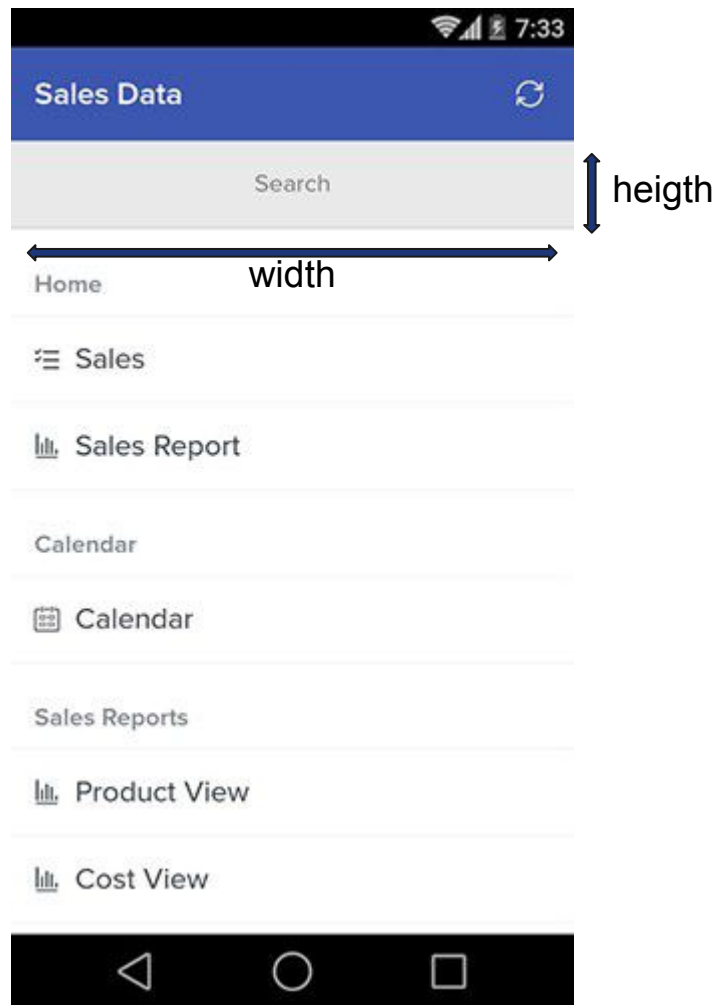 7:33
Sales Data
Search
heigth
width
Home
Sales
Sales Report
Calendar
Calendar
Sales Reports
Product View
Cost View